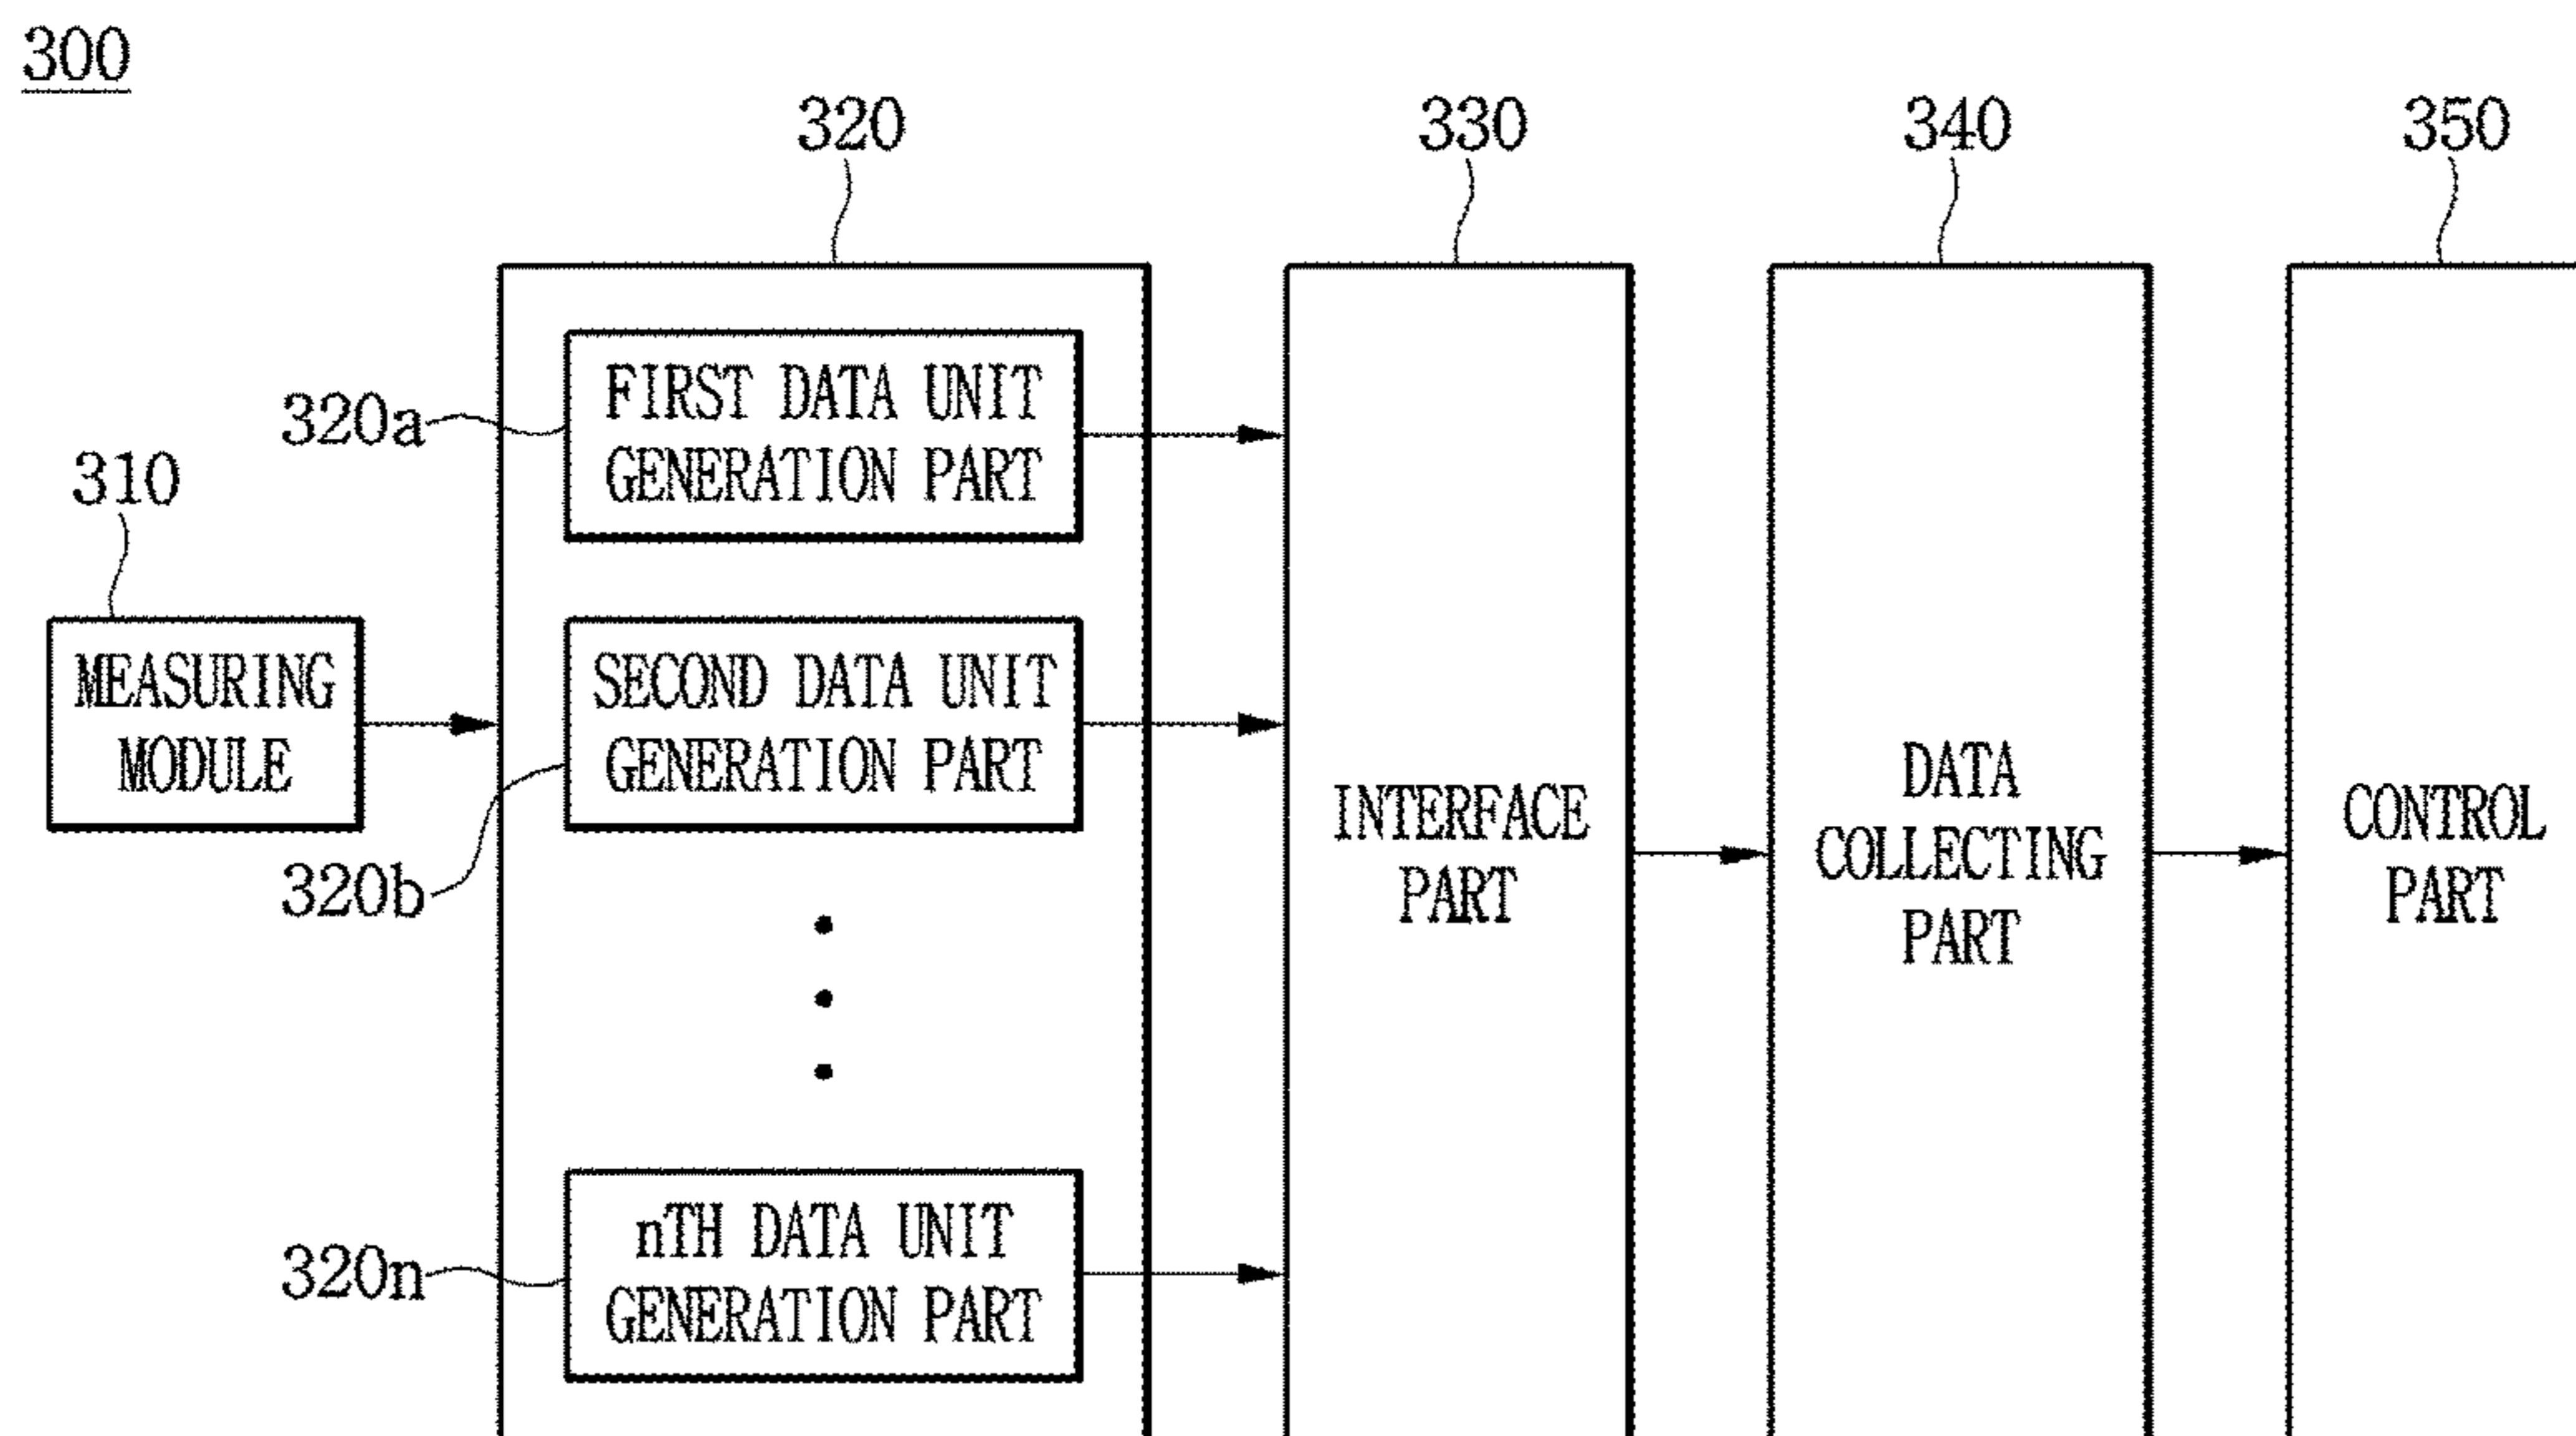 300
320
330
340
350
FIRST DATA UNIT
GENERATION PART
320a
310
MEASURING
MODULE
SECOND DATA UNIT
GENERATION PART
320b
INTERFACE
PART
DATA
COLLECTING
PART
CONTROL
PART
nTH DATA UNIT
GENERATION PART
320n